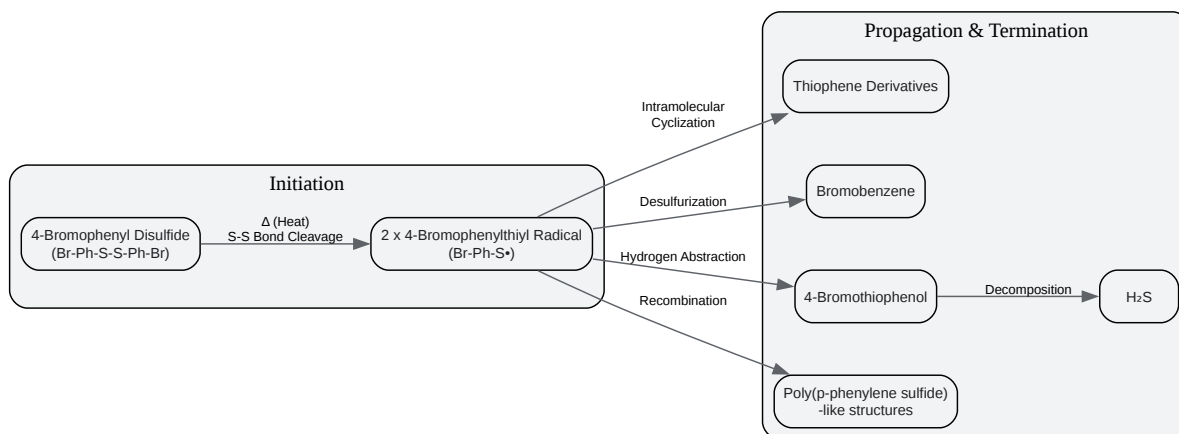 Propagation & Termination
Thiophene Derivatives
Intramolecular
Cyclization
Initiation
Bromobenzene
Desulfurization
4-Bromophenyl Disulfide
(Br-Ph-S-S-Ph-Br)
Δ (Heat)
S-S Bond Cleavage
2 x 4-Bromophenylthiyl Radical
(Br-Ph-S•)
Hydrogen Abstraction
4-Bromothiophenol
Decomposition
H₂S
Recombination
Poly(p-phenylene sulfide)
-like structures